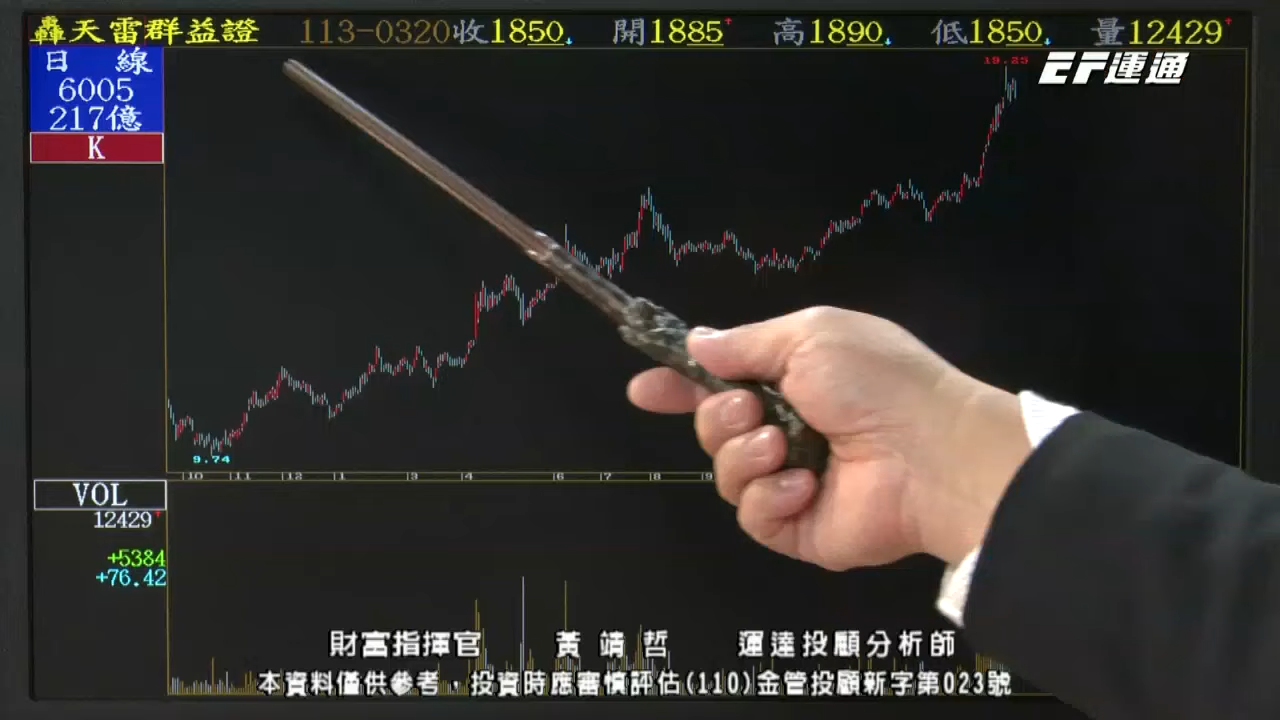 轟天雷群益證 113-0320收1850 開1885 高1890 低1850 量12429
日 線
6005
217億
K
19.25
EF運通
9.74
10 11 12 1 3 4 6 7 8 9
VOL
12429
+5384
+76.42
財富指揮官 黃靖哲 運達投顧分析師
本資料僅供參考，投資時應審慎評估(110)金管投顧新字第023號